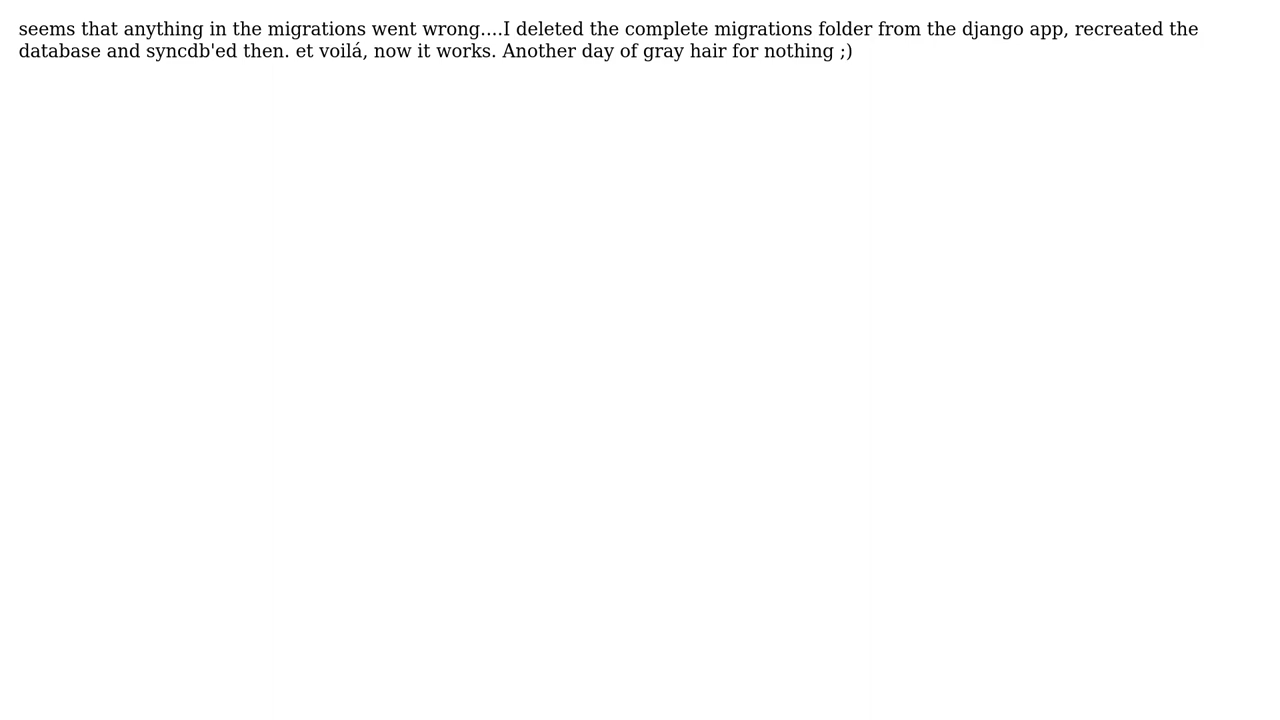 seems that anything in the migrations went wrong....I deleted the complete migrations folder from the django app, recreated the
database and syncdb'ed then. et voilá, now it works. Another day of gray hair for nothing ;)